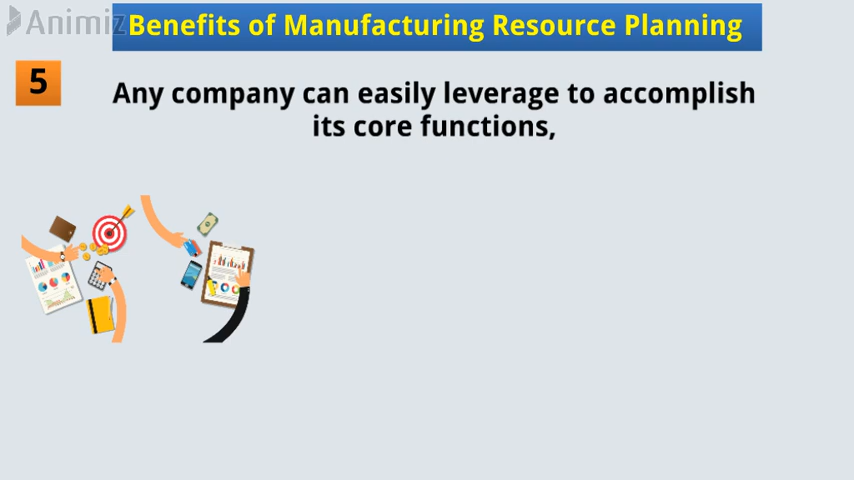 Animiz
Benefits of Manufacturing Resource Planning
5
Any company can easily leverage to accomplish
its core functions,